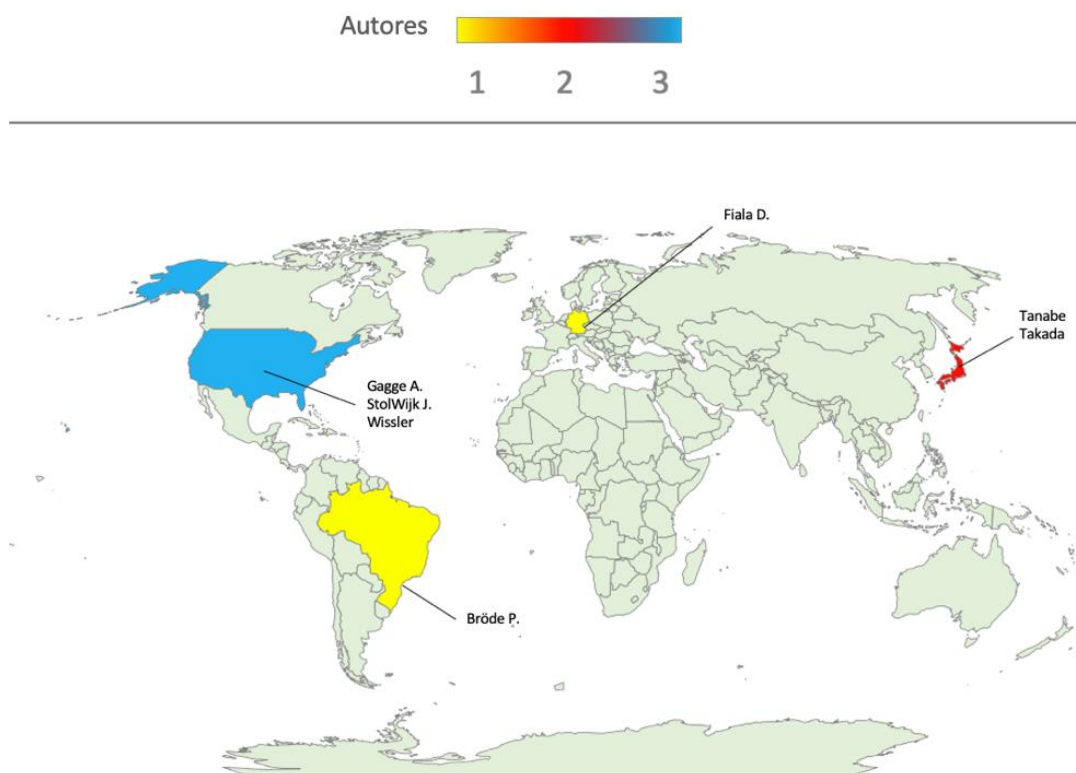 Autores
1 2 3
Fiala D.
Tanabe
Takada
Gagge A.
StolWijk J.
Wissler
Bröde P.